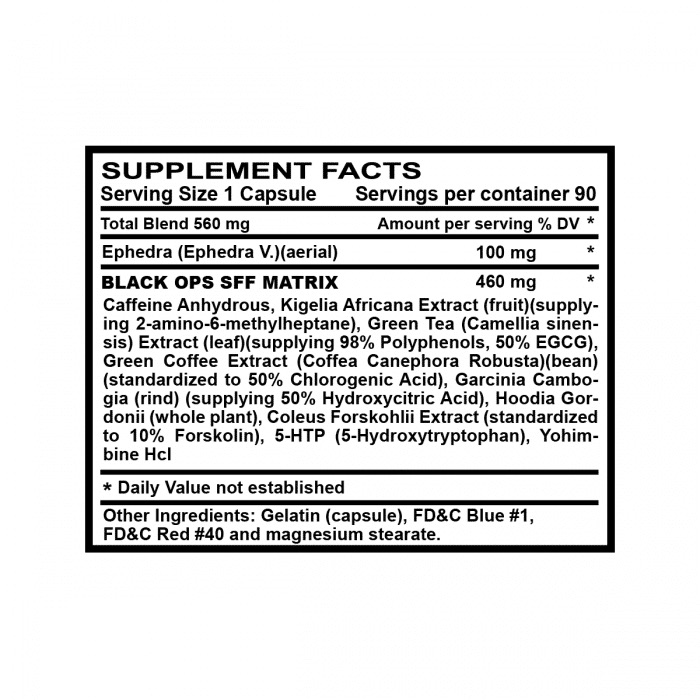 SUPPLEMENT FACTS
Serving Size 1 Capsule Servings per container 90
Total Blend 560 mg Amount per serving % DV *
Ephedra (Ephedra V.)(aerial) 100 mg *
BLACK OPS SFF MATRIX 460 mg *
Caffeine Anhydrous, Kigelia Africana Extract (fruit)(supply-
ing 2-amino-6-methylheptane), Green Tea (Camellia sinen-
sis) Extract (leaf)(supplying 98% Polyphenols, 50% EGCG),
Green Coffee Extract (Coffea Canephora Robusta)(bean)
(standardized to 50% Chlorogenic Acid), Garcinia Cambo-
gia (rind) (supplying 50% Hydroxycitric Acid), Hoodia Gor-
donii (whole plant), Coleus Forskohlii Extract (standardized
to 10% Forskolin), 5-HTP (5-Hydroxytryptophan), Yohim-
bine Hcl
* Daily Value not established
Other Ingredients: Gelatin (capsule), FD&C Blue #1,
FD&C Red #40 and magnesium stearate.